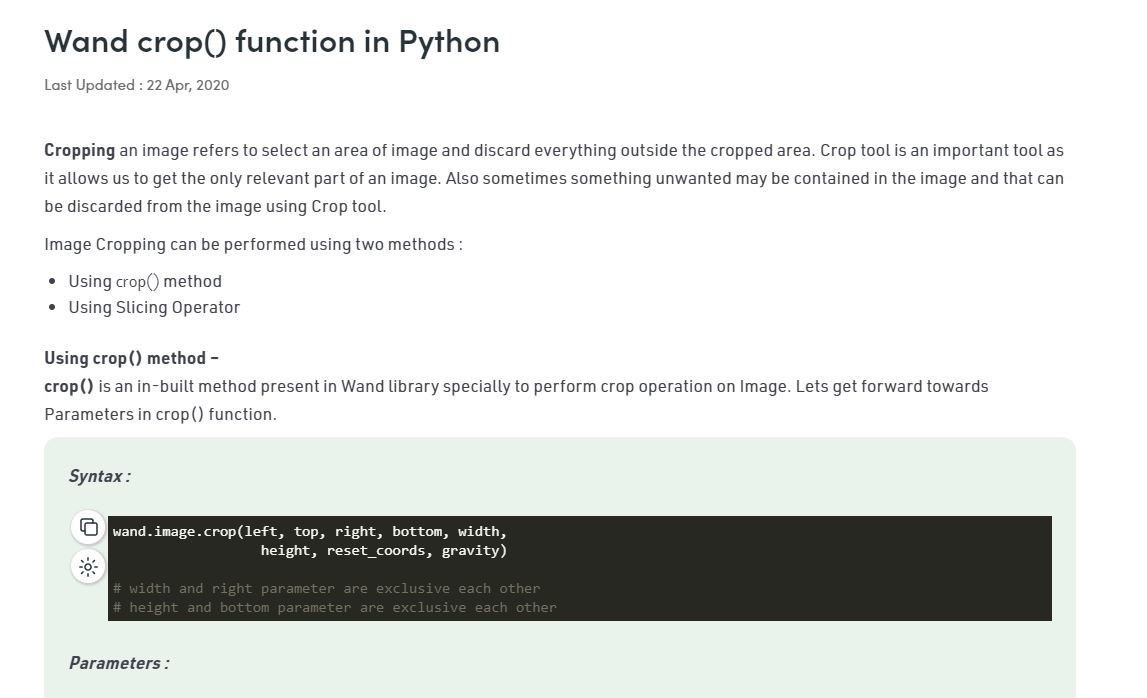 Wand crop() function in Python
Last Updated : 22 Apr, 2020
Cropping an image refers to select an area of image and discard everything outside the cropped area. Crop tool is an important tool as
it allows us to get the only relevant part of an image. Also sometimes something unwanted may be contained in the image and that can
be discarded from the image using Crop tool.
Image Cropping can be performed using two methods :
• Using crop() method
• Using Slicing Operator
Using crop() method –
crop() is an in-built method present in Wand library specially to perform crop operation on Image. Lets get forward towards
Parameters in crop() function.
Syntax :
wand.image.crop(left, top, right, bottom, width,
height, reset_coords, gravity)
# width and right parameter are exclusive each other
# height and bottom parameter are exclusive each other
Parameters :